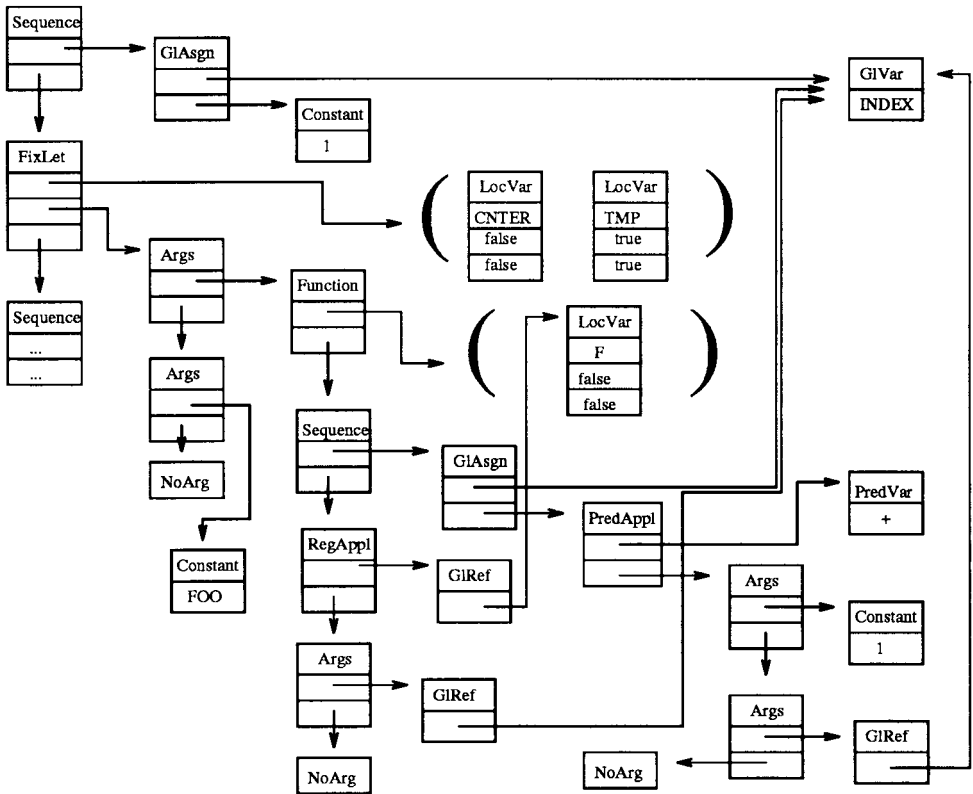 Sequence
GlAsgn
GlVar
INDEX
Constant
1
FixLet
LocVar
CNTER
false
false
LocVar
TMP
true
true
Args
Function
Sequence
...
...
LocVar
F
false
false
Args
Sequence
GlAsgn
NoArg
PredVar
+
PredAppl
RegAppl
Constant
FOO
GlRef
Args
Constant
1
Args
GlRef
Args
GlRef
NoArg
NoArg